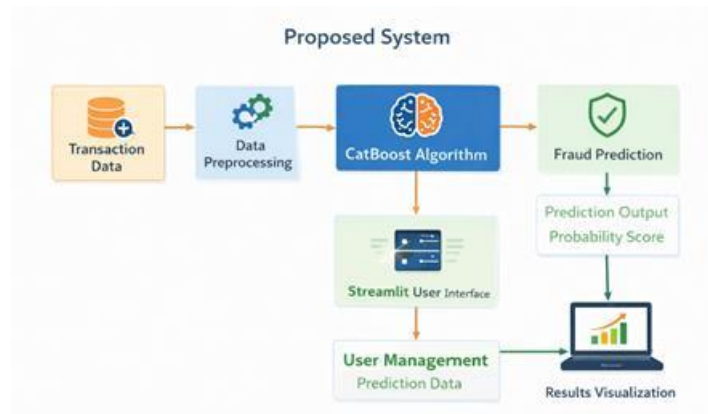 Proposed System
Transaction
Data
Data
Preprocessing
CatBoost Algorithm
Fraud Prediction
Prediction Output
Probability Score
Streamlit User Interface
User Management
Prediction Data
Results Visualization